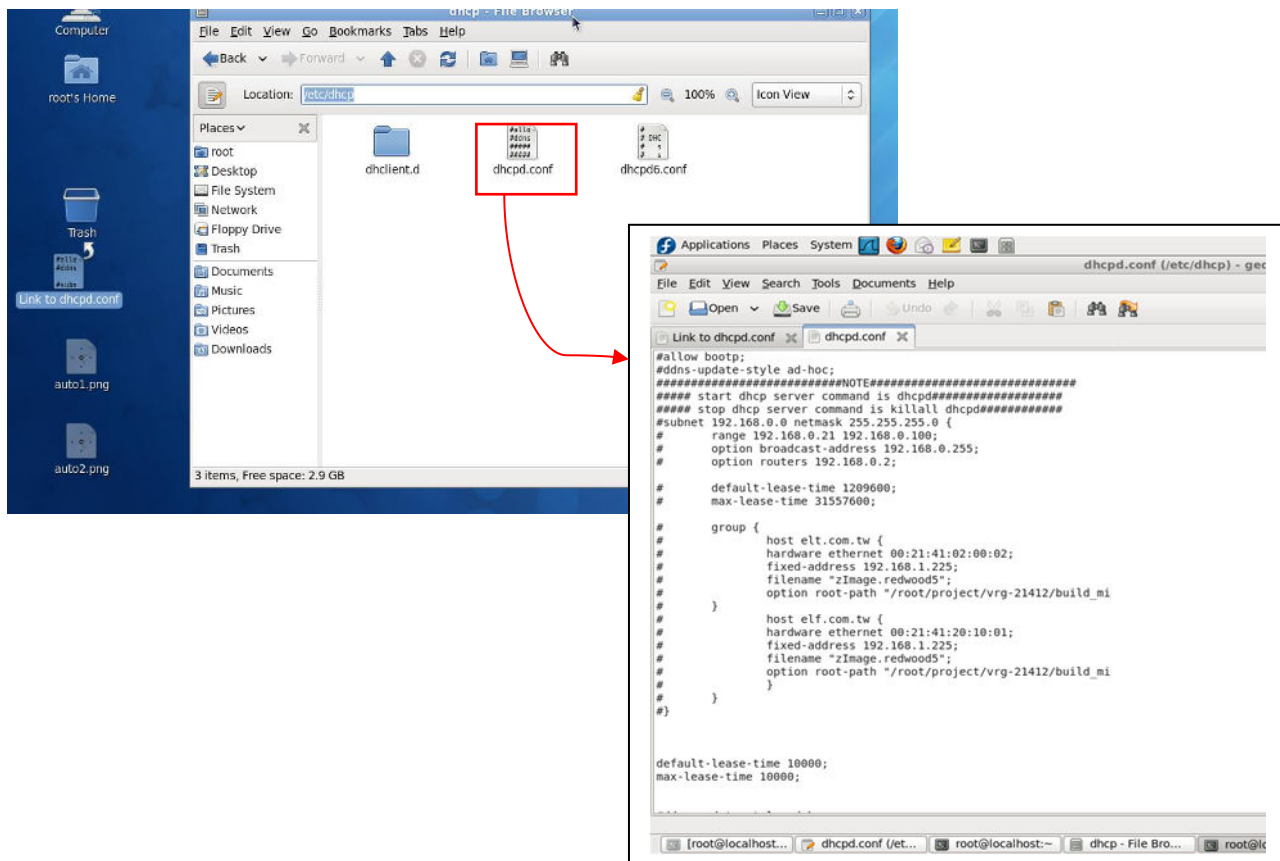 Computer
root's Home
Trash
Link to dhcpd.conf
auto1.png
auto2.png
dhcp - File Browser
File Edit View Go Bookmarks Tabs Help
Back Forward
Location: /etc/dhcp 100% Icon View
Places
root
Desktop
File System
Network
Floppy Drive
Trash
Documents
Music
Pictures
Videos
Downloads
dhclient.d
dhcpd.conf
dhcpd6.conf
3 items, Free space: 2.9 GB
Applications Places System
dhcpd.conf (/etc/dhcp) - ged
File Edit View Search Tools Documents Help
Open Save Undo
Link to dhcpd.conf dhcpd.conf
#allow bootp;
#ddns-update-style ad-hoc;
###########################NOTE##############################
##### start dhcp server command is dhcpd###################
##### stop dhcp server command is killall dhcpd############
#subnet 192.168.0.0 netmask 255.255.255.0 {
# range 192.168.0.21 192.168.0.100;
# option broadcast-address 192.168.0.255;
# option routers 192.168.0.2;
# default-lease-time 1209600;
# max-lease-time 31557600;
# group {
# host elt.com.tw {
# hardware ethernet 00:21:41:02:00:02;
# fixed-address 192.168.1.225;
# filename "zImage.redwood5";
# option root-path "/root/project/vrg-21412/build_mi
# }
# host elf.com.tw {
# hardware ethernet 00:21:41:20:10:01;
# fixed-address 192.168.1.225;
# filename "zImage.redwood5";
# option root-path "/root/project/vrg-21412/build_mi
# }
# }
#}
default-lease-time 10000;
max-lease-time 10000;
[root@localhost... dhcpd.conf (/et... root@localhost:~ dhcp - File Bro... root@lo